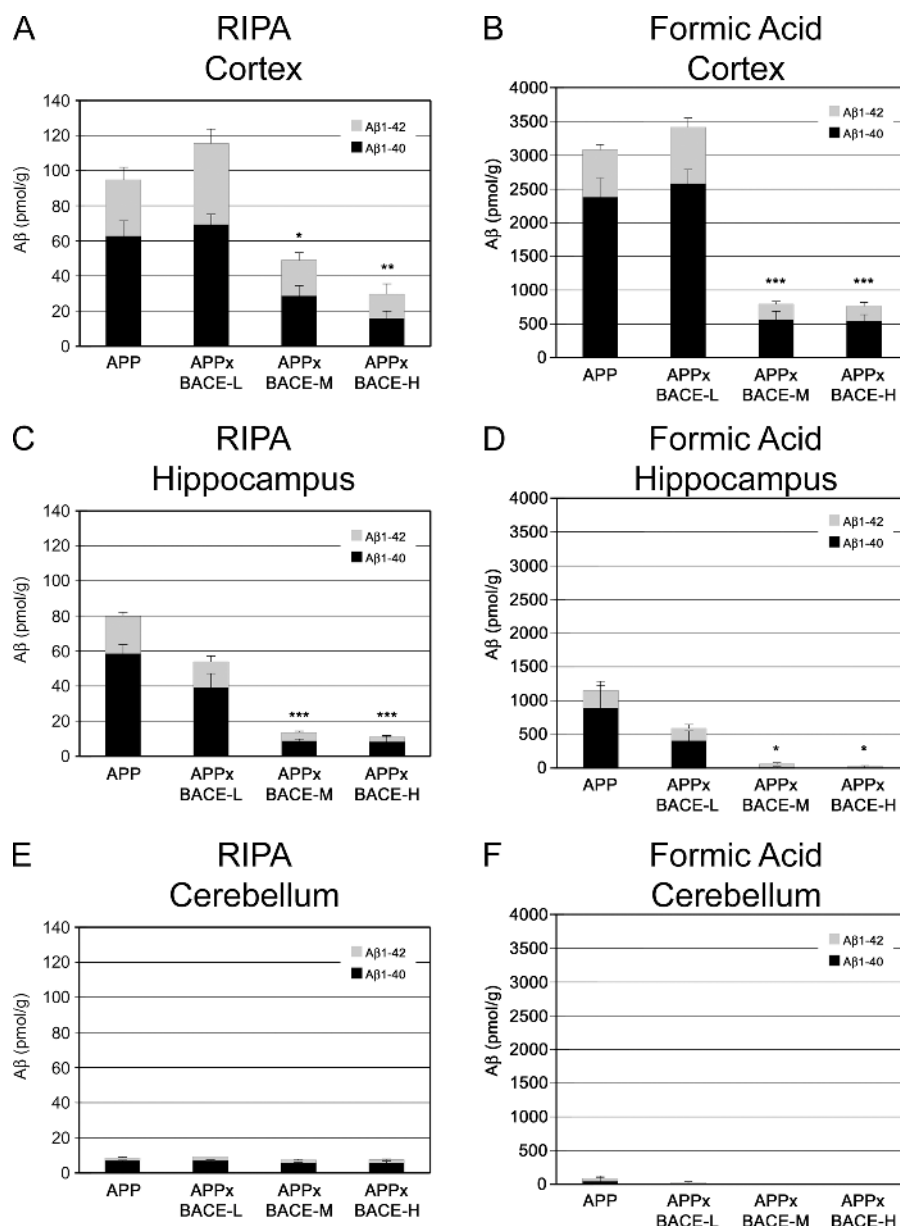 A RIPA Cortex
140
120
100
80
60
40
20
0
Aβ (pmol/g)
Aβ1-42
Aβ1-40
*
**
APP APPx APPx APPx
BACE-L BACE-M BACE-H
B Formic Acid Cortex
4000
3500
3000
2500
2000
1500
1000
500
0
Aβ (pmol/g)
Aβ1-42
Aβ1-40
*** ***
APP APPx APPx APPx
BACE-L BACE-M BACE-H
C RIPA
Hippocampus
140
120
100
80
60
40
20
0
Aβ (pmol/g)
Aβ1-42
Aβ1-40
*** ***
APP APPx APPx APPx
BACE-L BACE-M BACE-H
D Formic Acid
Hippocampus
4000
3500
3000
2500
2000
1500
1000
500
0
Aβ (pmol/g)
Aβ1-42
Aβ1-40
* *
APP APPx APPx APPx
BACE-L BACE-M BACE-H
E RIPA
Cerebellum
140
120
100
80
60
40
20
0
Aβ (pmol/g)
Aβ1-42
Aβ1-40
APP APPx APPx APPx
BACE-L BACE-M BACE-H
F Formic Acid
Cerebellum
4000
3500
3000
2500
2000
1500
1000
500
0
Aβ (pmol/g)
Aβ1-42
Aβ1-40
APP APPx APPx APPx
BACE-L BACE-M BACE-H